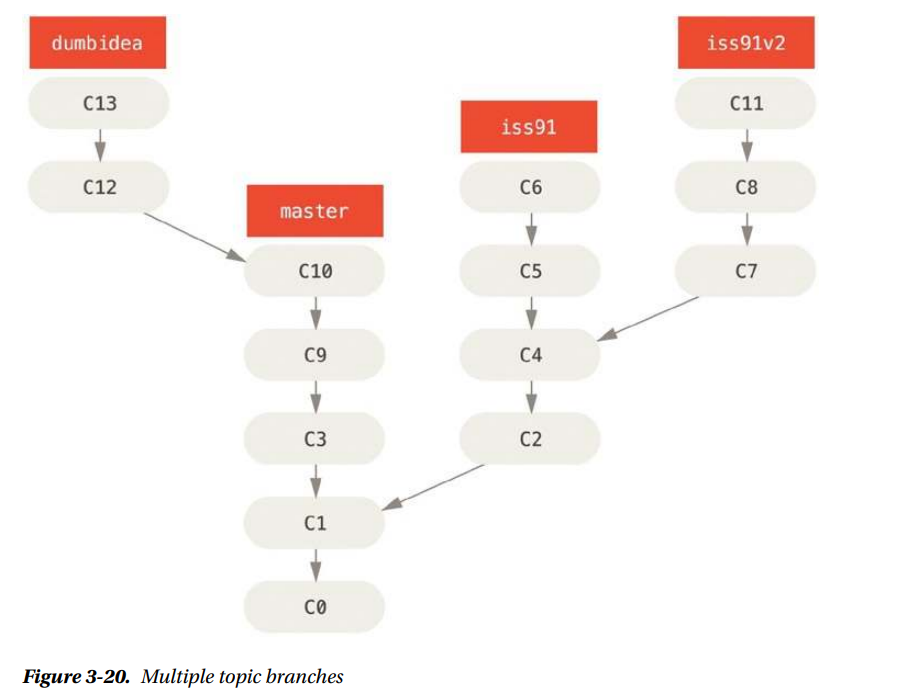 dumbidea
iss91v2
C13
C11
iss91
C12
C6
C8
master
C10
C5
C7
C9
C4
C3
C2
C1
C0
Figure 3-20. Multiple topic branches